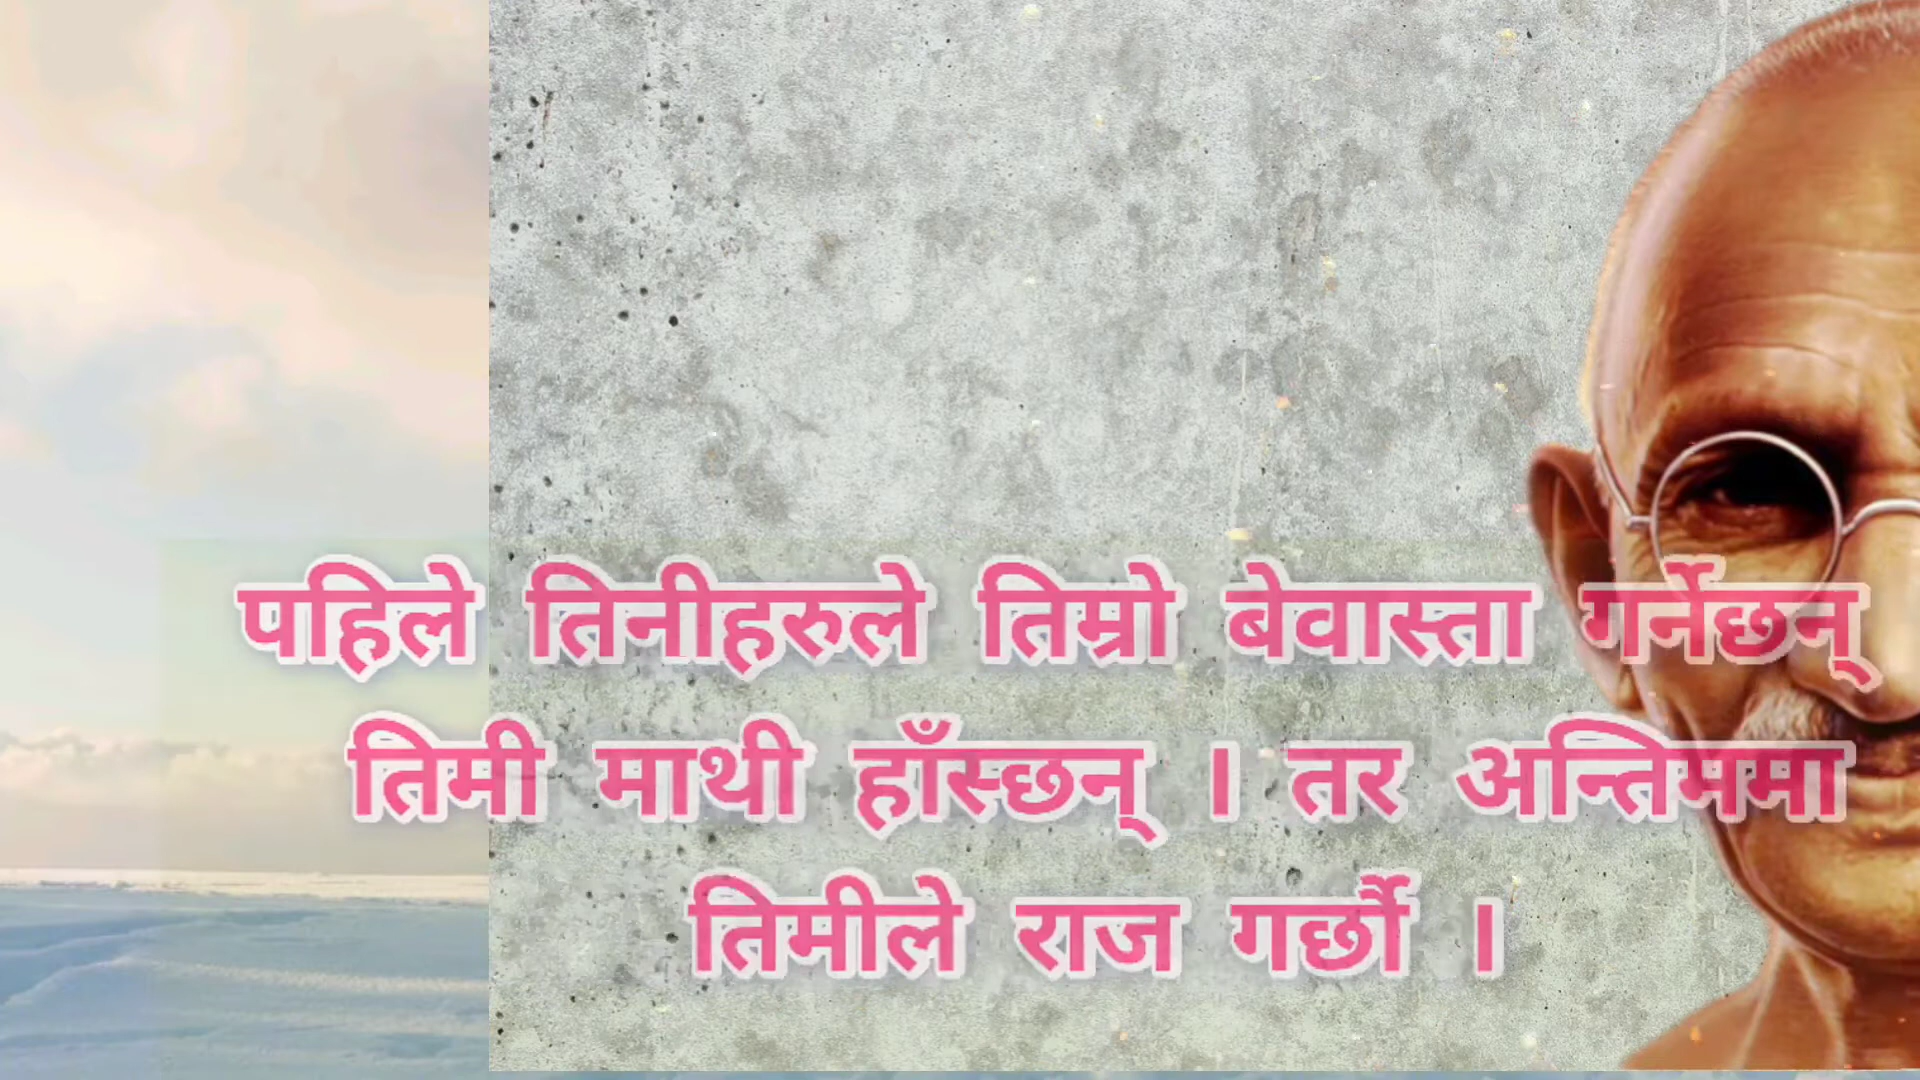 पहिले तिनीहरुले तिम्रो बेवास्ता गर्नेछन्
तिमी माथी हाँस्छन् । तर अन्तिममा
तिमीले राज गर्छौ ।